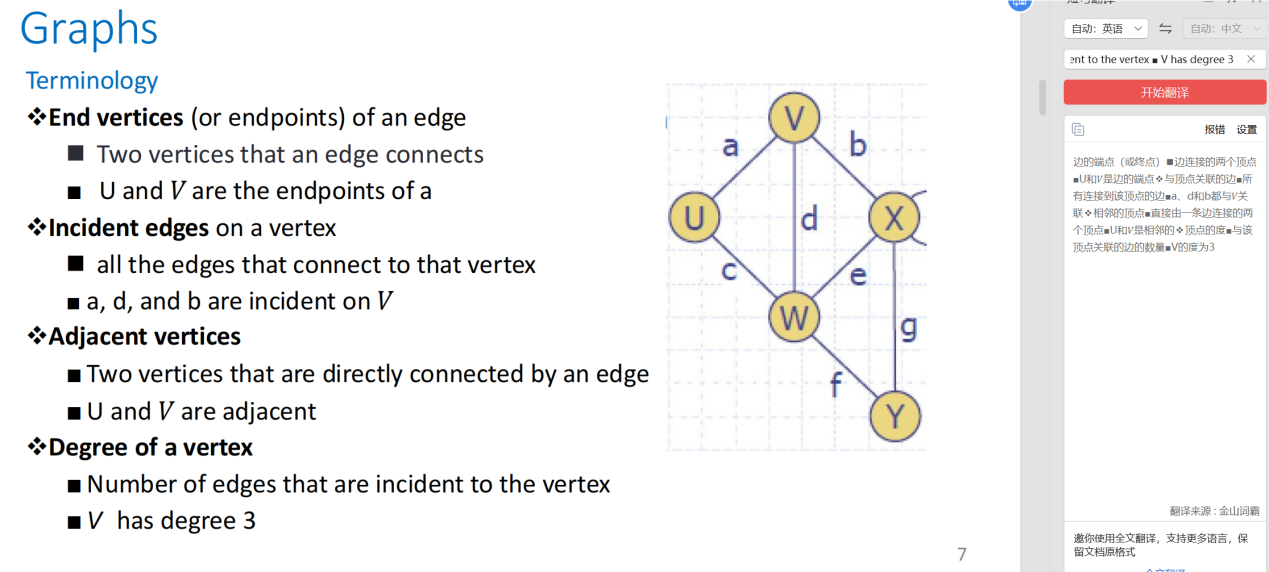 Graphs
Terminology
❖End vertices (or endpoints) of an edge
■ Two vertices that an edge connects
■ U and V are the endpoints of a
❖Incident edges on a vertex
■ all the edges that connect to that vertex
■ a, d, and b are incident on V
❖Adjacent vertices
■ Two vertices that are directly connected by an edge
■ U and V are adjacent
❖Degree of a vertex
■ Number of edges that are incident to the vertex
■ V has degree 3
V
a
b
U
d
X
c
e
W
g
f
Y
7
自动：英语
自动：中文
ent to the vertex ■ V has degree 3
开始翻译
报错 设置
边的端点（或终点）■边连接的两个顶点
■U和V是边的端点❖与顶点关联的边■所
有连接到该顶点的边■a、d和b都与V关
联❖相邻的顶点■直接由一条边连接的两
个顶点■U和V是相邻的❖顶点的度■与该
顶点关联的边的数量■V的度为3
翻译来源：金山词霸
邀你使用全文翻译，支持更多语言，保
留文档原格式